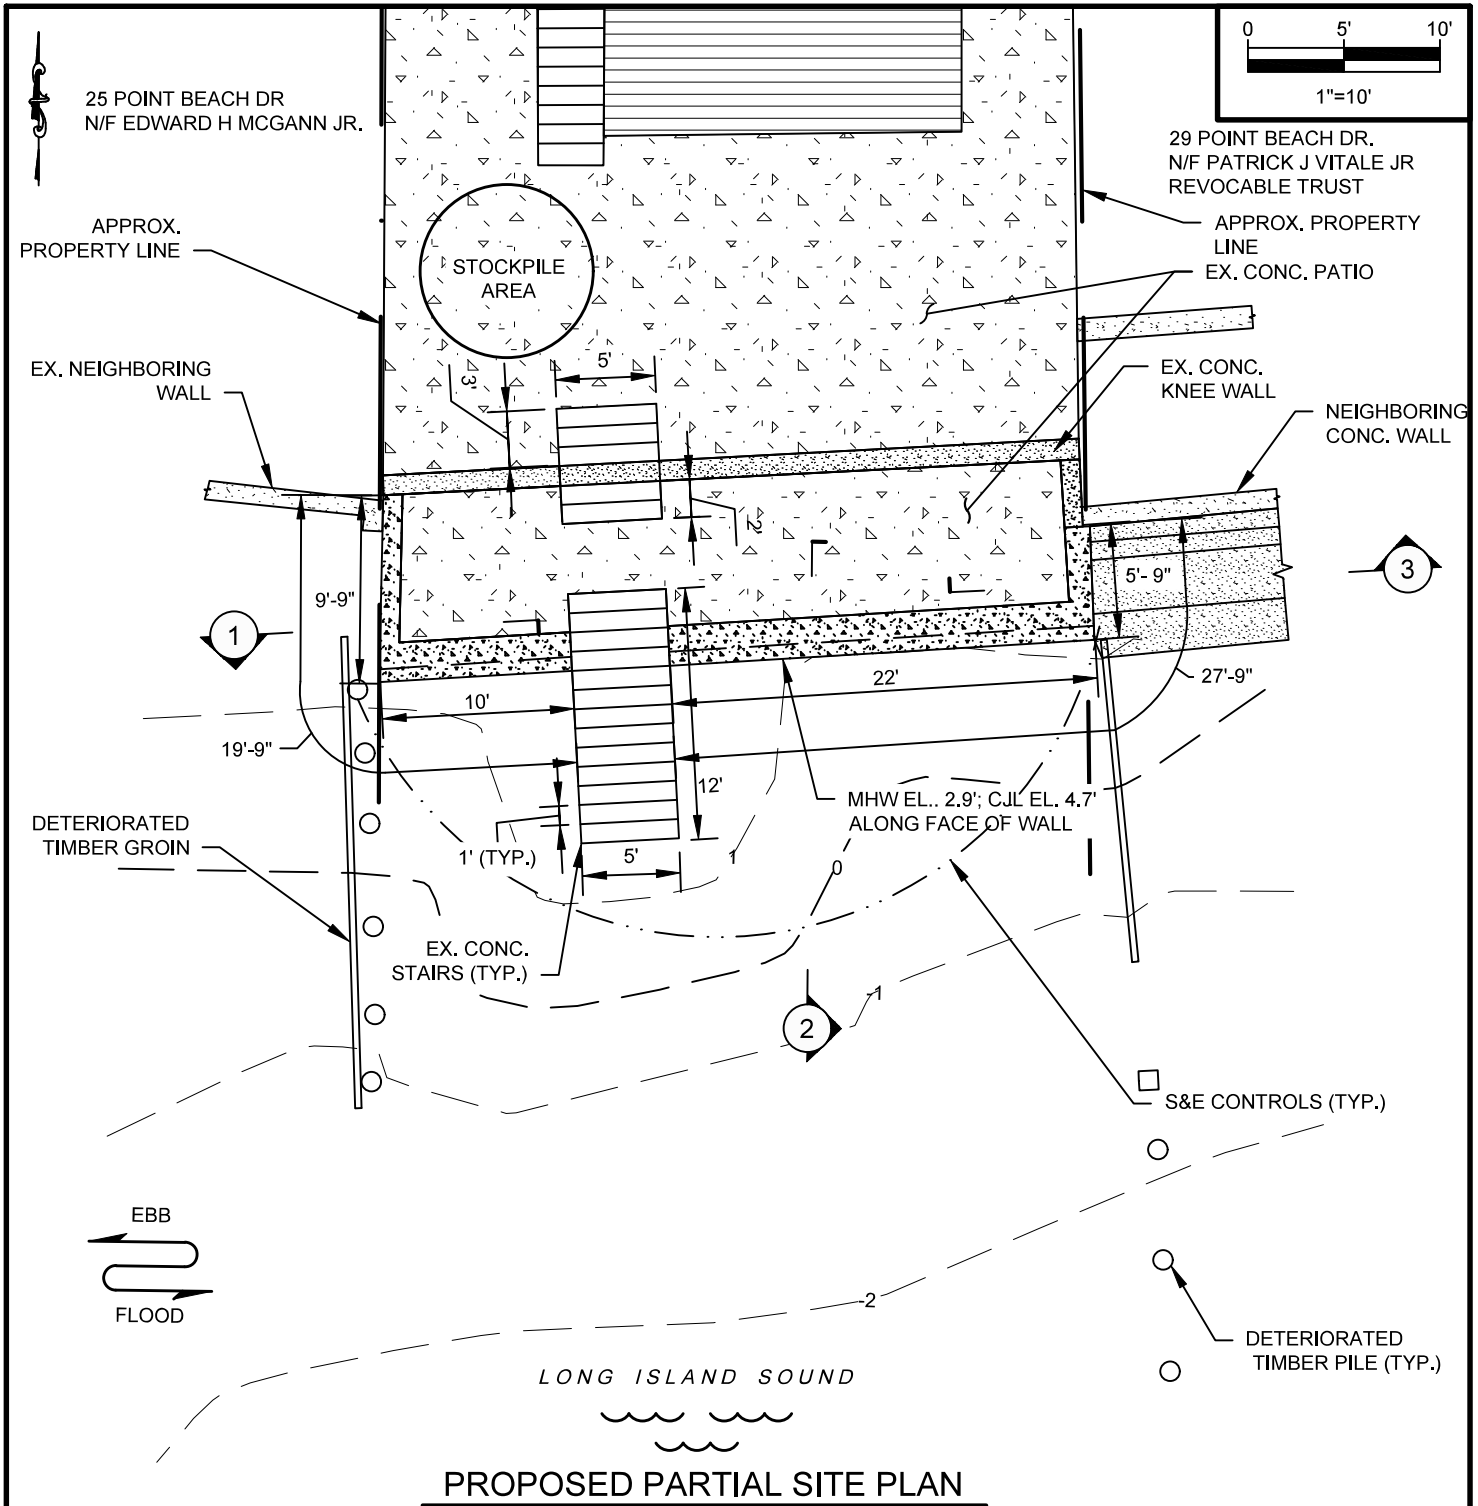 0 5' 10'
1"=10'
25 POINT BEACH DR
N/F EDWARD H MCGANN JR.
29 POINT BEACH DR.
N/F PATRICK J VITALE JR
REVOCABLE TRUST
APPROX.
PROPERTY LINE
APPROX. PROPERTY
LINE
EX. CONC. PATIO
STOCKPILE
AREA
EX. NEIGHBORING
WALL
5'
3'
EX. CONC.
KNEE WALL
NEIGHBORING
CONC. WALL
2'
9'-9"
5'- 9"
1
3
10'
22'
27'-9"
19'-9"
12'
MHW EL.. 2.9'; CJL EL. 4.7'
ALONG FACE OF WALL
DETERIORATED
TIMBER GROIN
1' (TYP.)
5'
1
0
EX. CONC.
STAIRS (TYP.)
-1
2
S&E CONTROLS (TYP.)
EBB
FLOOD
-2
DETERIORATED
TIMBER PILE (TYP.)
LONG ISLAND SOUND
PROPOSED PARTIAL SITE PLAN